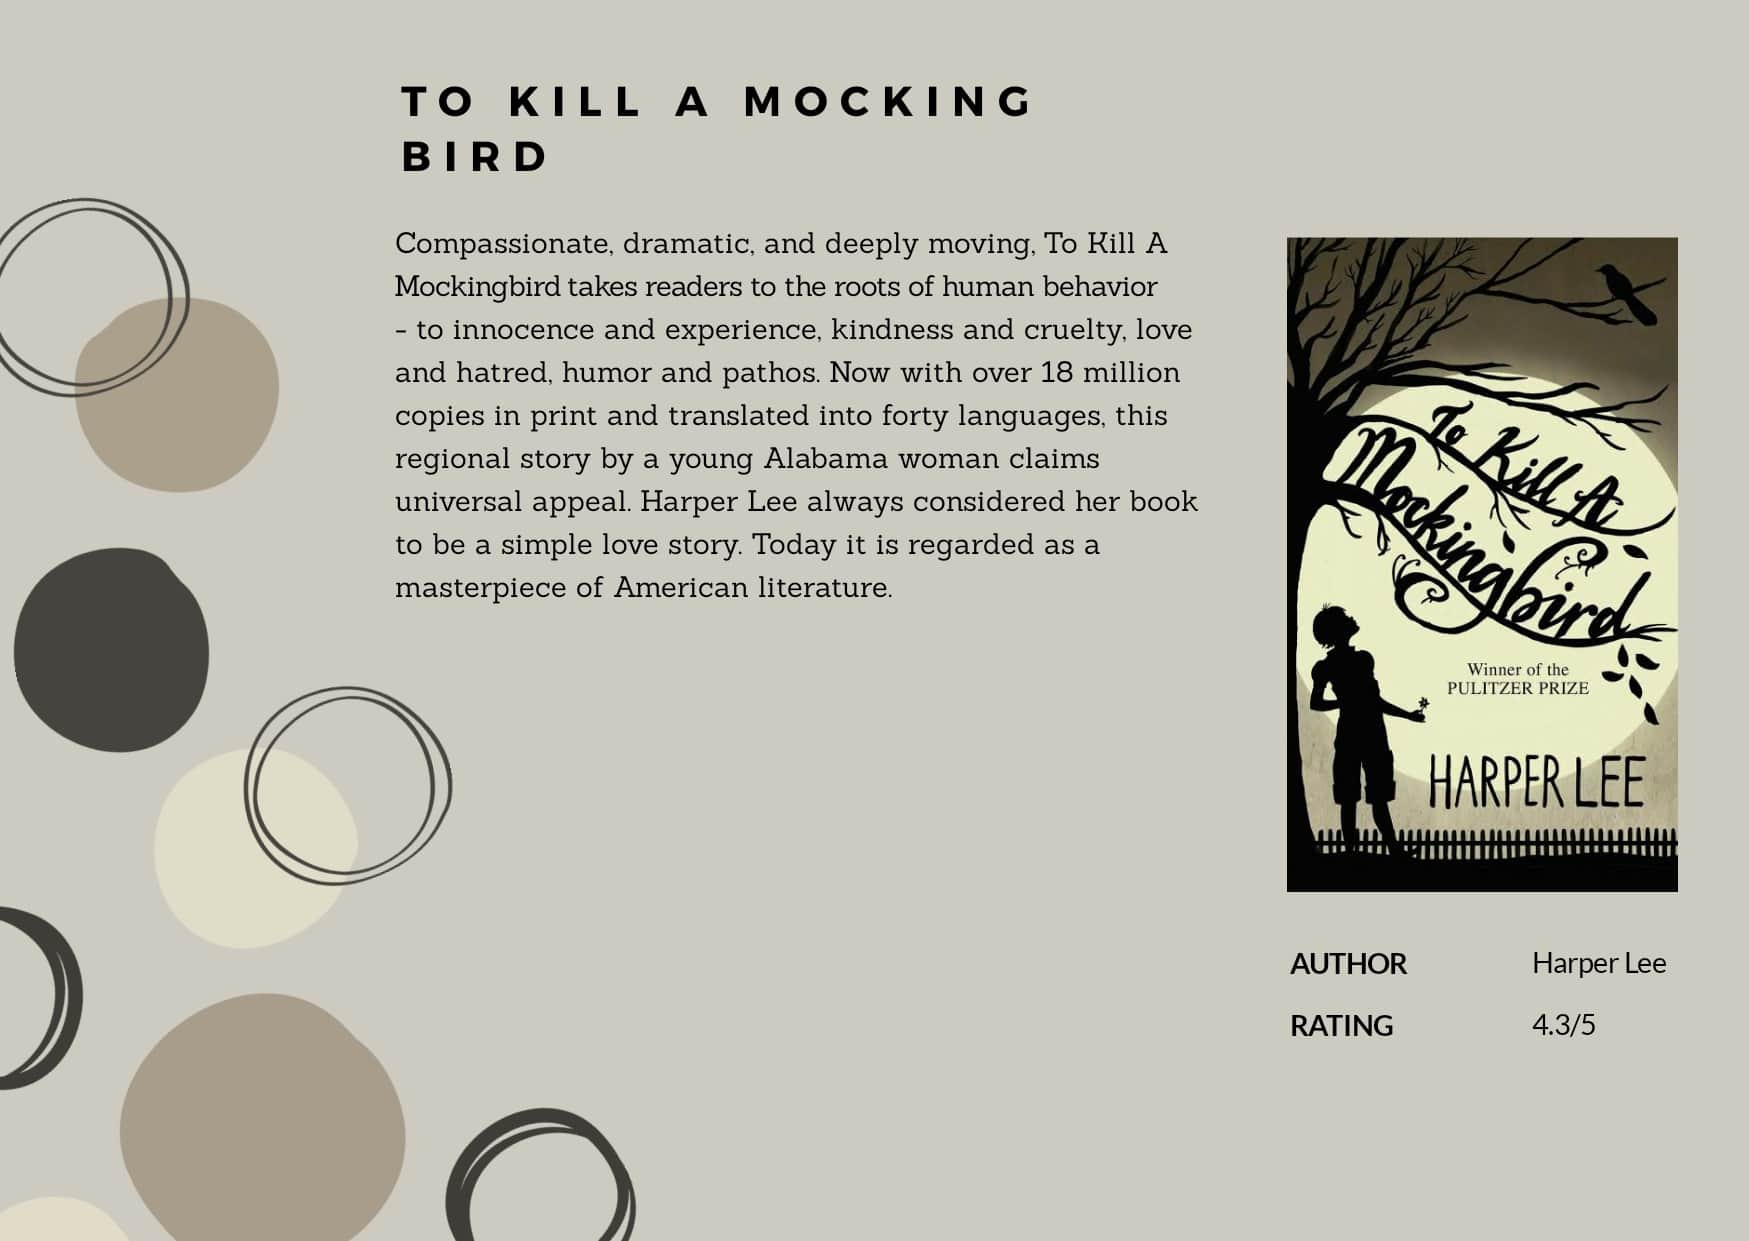 TO KILL A MOCKING
BIRD
Compassionate, dramatic, and deeply moving, To Kill A
Mockingbird takes readers to the roots of human behavior
- to innocence and experience, kindness and cruelty, love
and hatred, humor and pathos. Now with over 18 million
copies in print and translated into forty languages, this
regional story by a young Alabama woman claims
universal appeal. Harper Lee always considered her book
to be a simple love story. Today it is regarded as a
masterpiece of American literature.
To Kill A
Mockingbird
Winner of the
PULITZER PRIZE
HARPER LEE
AUTHOR Harper Lee
RATING 4.3/5